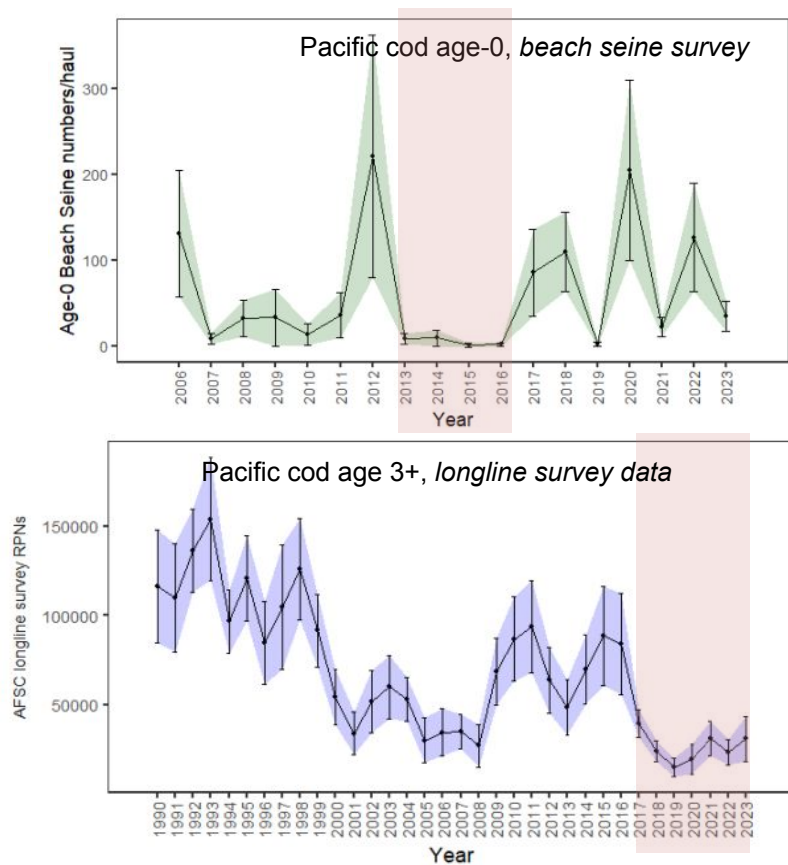 Pacific cod age-0, beach seine survey
Age-0 Beach Seine numbers/haul
300
200
100
0
2006 2007 2008 2009 2010 2011 2012 2013 2014 2015 2016 2017 2018 2019 2020 2021 2022 2023
Year
Pacific cod age 3+, longline survey data
AFSC longline survey RPNs
150000
100000
50000
1990 1991 1992 1993 1994 1995 1996 1997 1998 1999 2000 2001 2002 2003 2004 2005 2006 2007 2008 2009 2010 2011 2012 2013 2014 2015 2016 2017 2018 2019 2020 2021 2022 2023
Year